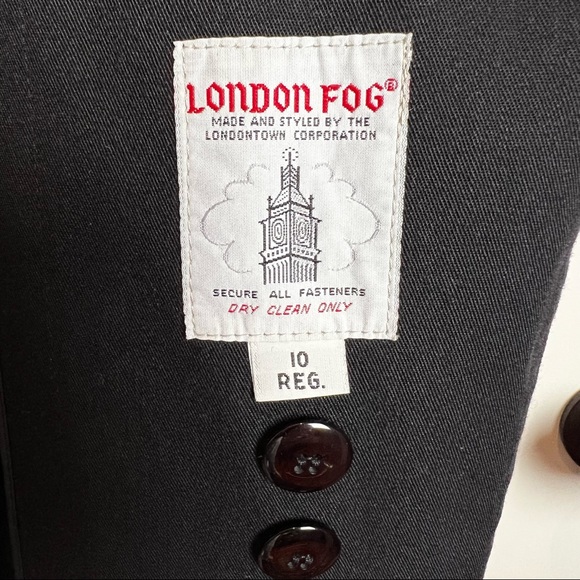 LONDON FOG®
MADE AND STYLED BY THE
LONDONTOWN CORPORATION
SECURE ALL FASTENERS
DRY CLEAN ONLY
10
REG.